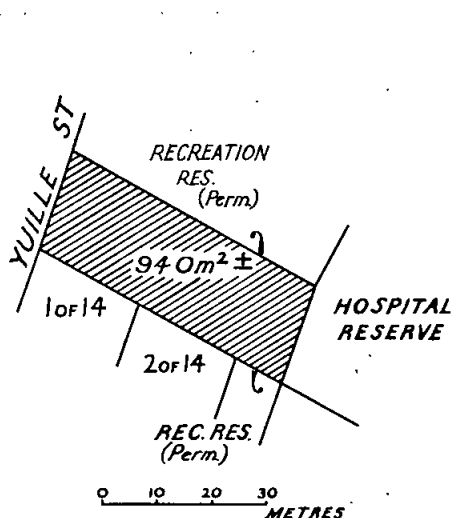 YUILLE ST
RECREATION
RES.
(Perm.)
940m² ±
HOSPITAL
RESERVE
1 OF 14
2 OF 14
REC. RES.
(Perm.)
0 10 20 30
METRES